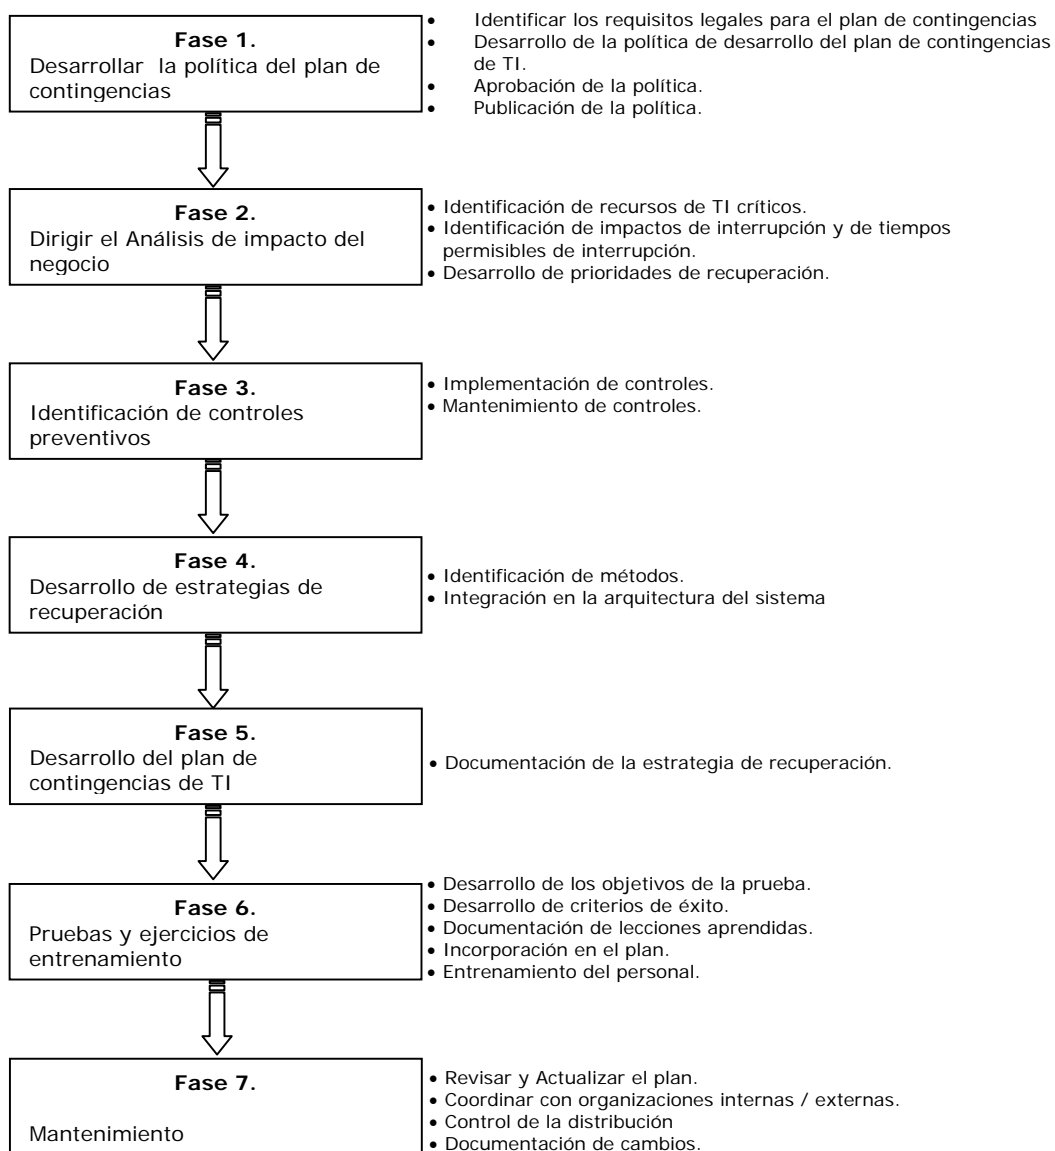 Fase 1.
Desarrollar la política del plan de
contingencias
• Identificar los requisitos legales para el plan de contingencias
• Desarrollo de la política de desarrollo del plan de contingencias
de TI.
• Aprobación de la política.
• Publicación de la política.
Fase 2.
Dirigir el Análisis de impacto del
negocio
• Identificación de recursos de TI críticos.
• Identificación de impactos de interrupción y de tiempos
permisibles de interrupción.
• Desarrollo de prioridades de recuperación.
Fase 3.
Identificación de controles
preventivos
• Implementación de controles.
• Mantenimiento de controles.
Fase 4.
Desarrollo de estrategias de
recuperación
• Identificación de métodos.
• Integración en la arquitectura del sistema
Fase 5.
Desarrollo del plan de
contingencias de TI
• Documentación de la estrategia de recuperación.
Fase 6.
Pruebas y ejercicios de
entrenamiento
• Desarrollo de los objetivos de la prueba.
• Desarrollo de criterios de éxito.
• Documentación de lecciones aprendidas.
• Incorporación en el plan.
• Entrenamiento del personal.
Fase 7.
Mantenimiento
• Revisar y Actualizar el plan.
• Coordinar con organizaciones internas / externas.
• Control de la distribución
• Documentación de cambios.